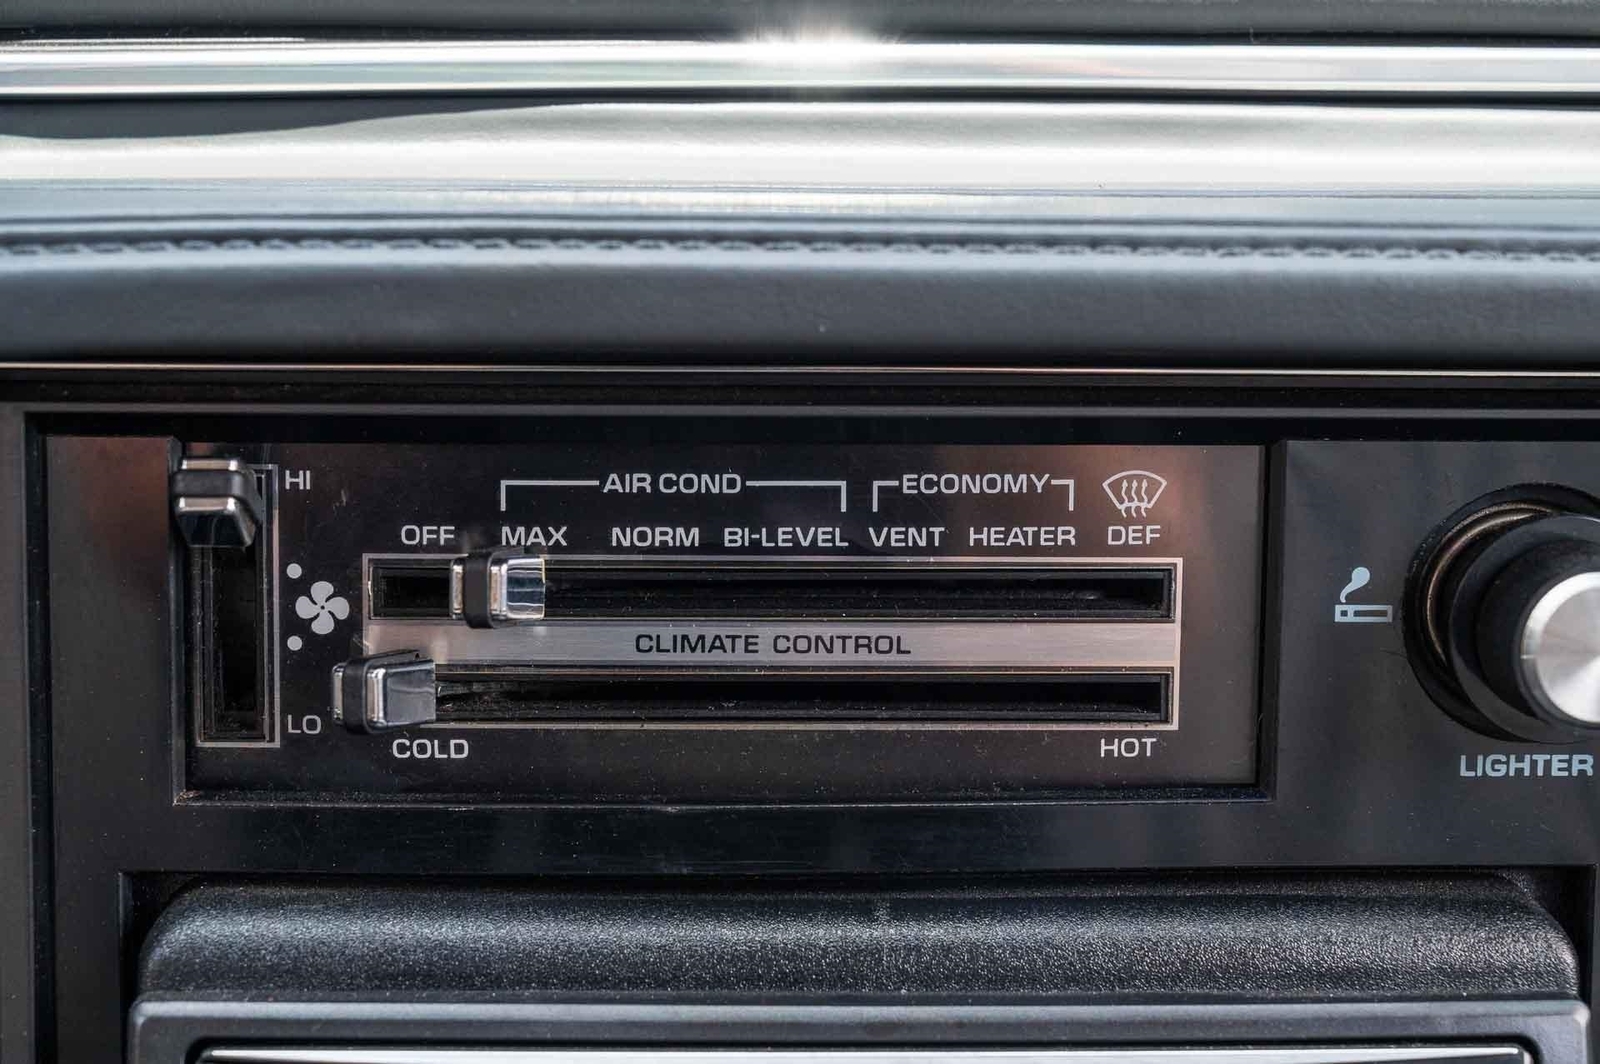 HI
AIR COND ECONOMY
OFF MAX NORM BI-LEVEL VENT HEATER DEF
CLIMATE CONTROL
LO
COLD HOT
LIGHTER